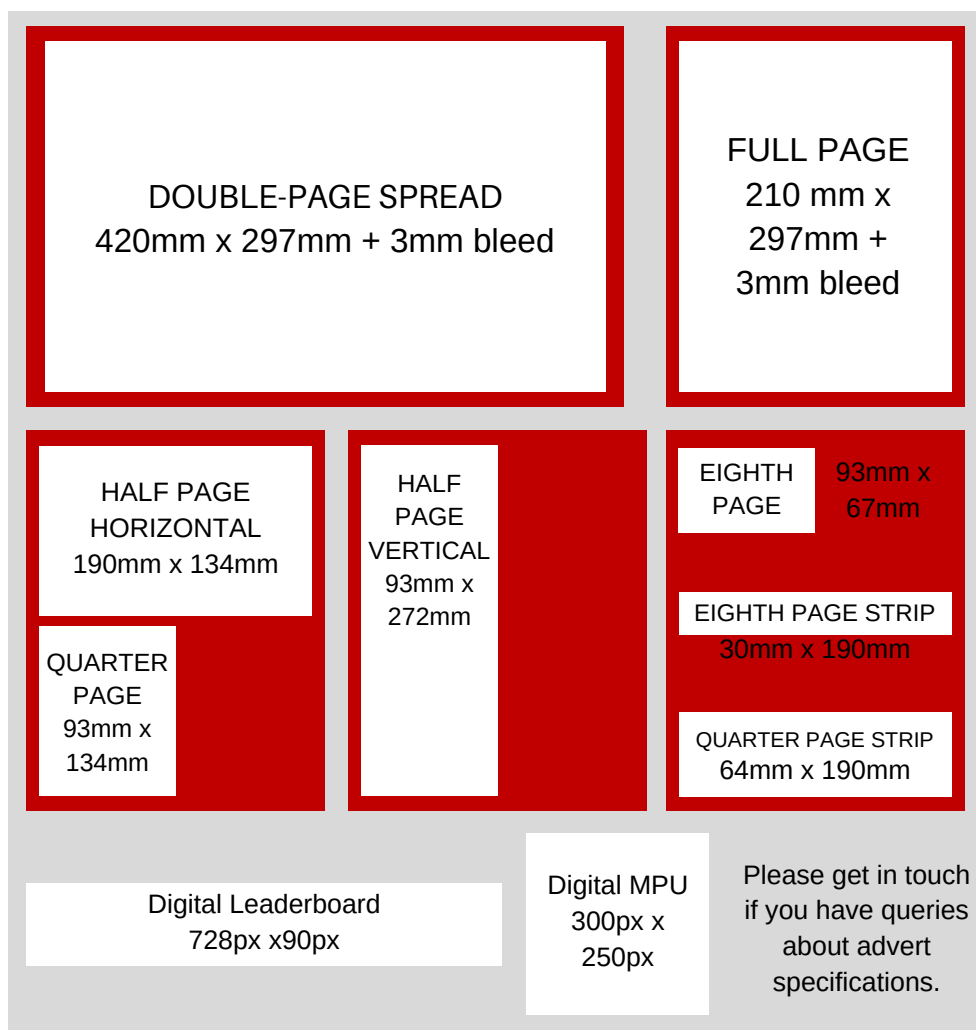 DOUBLE-PAGE SPREAD
420mm x 297mm + 3mm bleed
FULL PAGE
210 mm x
297mm +
3mm bleed
HALF PAGE
HORIZONTAL
190mm x 134mm
QUARTER
PAGE
93mm x
134mm
HALF
PAGE
VERTICAL
93mm x
272mm
EIGHTH
PAGE
93mm x
67mm
EIGHTH PAGE STRIP
30mm x 190mm
QUARTER PAGE STRIP
64mm x 190mm
Digital Leaderboard
728px x90px
Digital MPU
300px x
250px
Please get in touch
if you have queries
about advert
specifications.